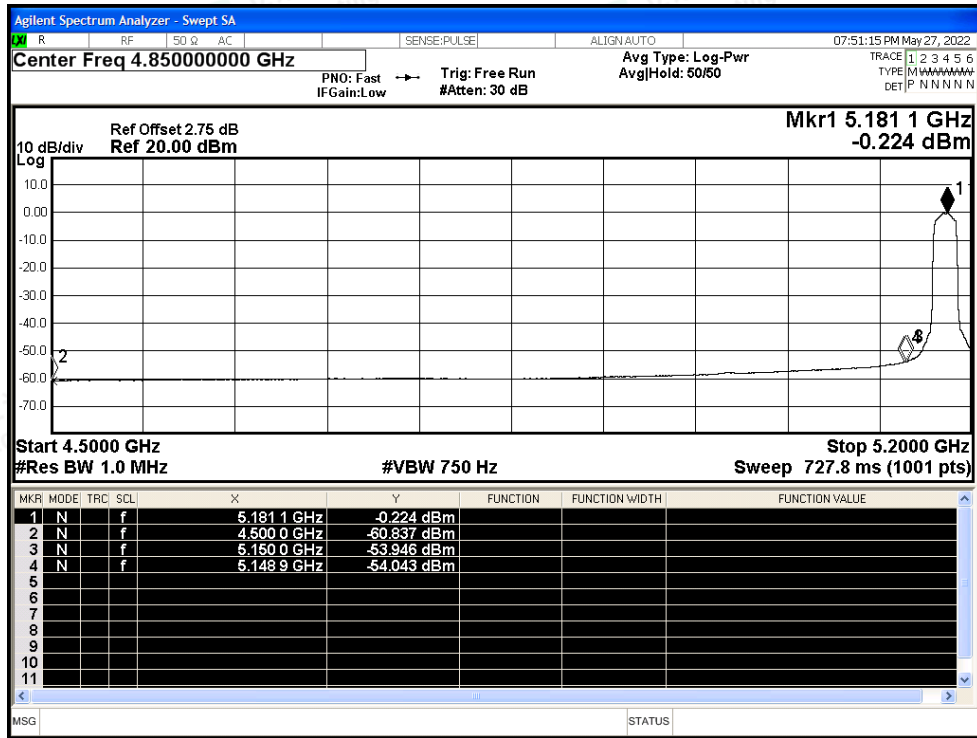 Agilent Spectrum Analyzer - Swept SA
LXI R RF 50 Ω AC SENSE:PULSE ALIGN AUTO 07:51:15 PM May 27, 2022
Center Freq 4.850000000 GHz
PNO: Fast
IFGain:Low
Trig: Free Run
#Atten: 30 dB
Avg Type: Log-Pwr
Avg|Hold: 50/50
TRACE 1 2 3 4 5 6
TYPE M
DET P N N N N N
Ref Offset 2.75 dB
10 dB/div Ref 20.00 dBm
Log
Mkr1 5.181 1 GHz
-0.224 dBm
10.0
0.00
-10.0
-20.0
-30.0
-40.0
-50.0
-60.0
-70.0
1
2
Start 4.5000 GHz Stop 5.2000 GHz
#Res BW 1.0 MHz #VBW 750 Hz Sweep 727.8 ms (1001 pts)
MKR MODE TRC SCL X Y FUNCTION FUNCTION WIDTH FUNCTION VALUE
1 N f 5.181 1 GHz -0.224 dBm
2 N f 4.500 0 GHz -60.837 dBm
3 N f 5.150 0 GHz -53.946 dBm
4 N f 5.148 9 GHz -54.043 dBm
5
6
7
8
9
10
11
MSG STATUS